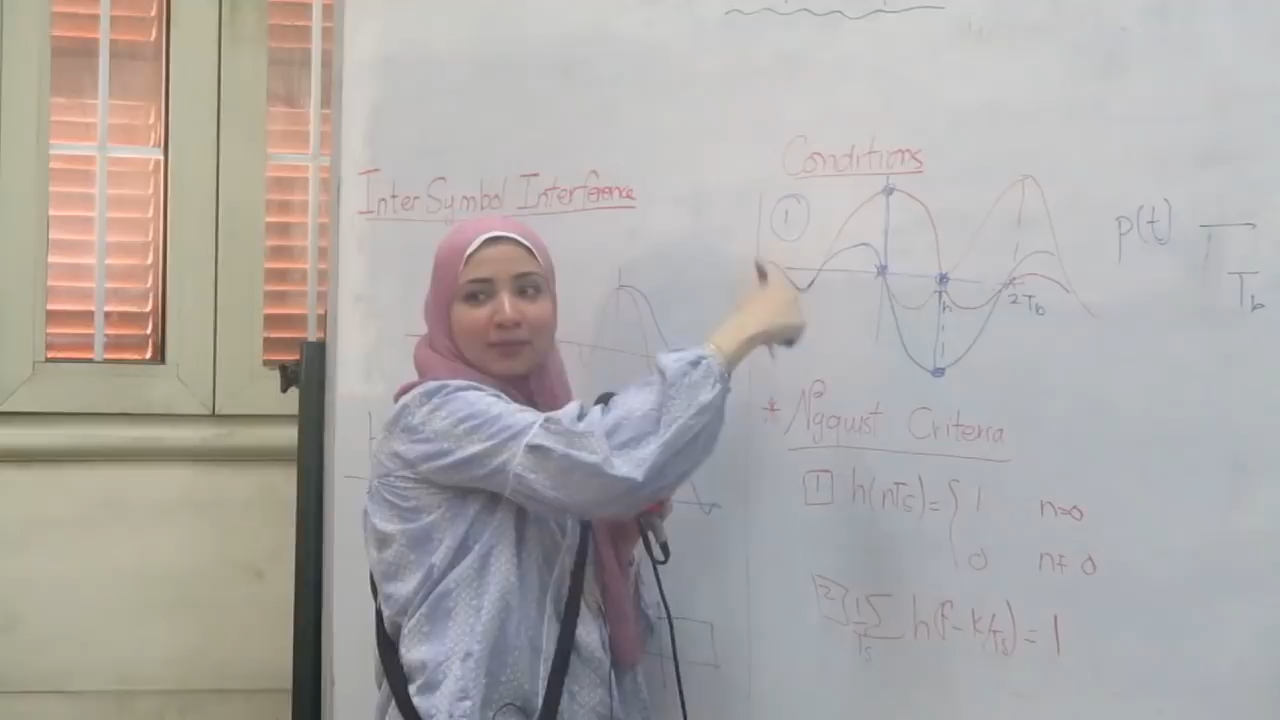 Inter Symbol Interference
Conditions
1
2Tb
p(t)
Tb
* Nyquist Criteria
1 h(nTs) = { 1 n=0
0 n≠0
2 1/Ts Σ h(f - k/Ts) = 1